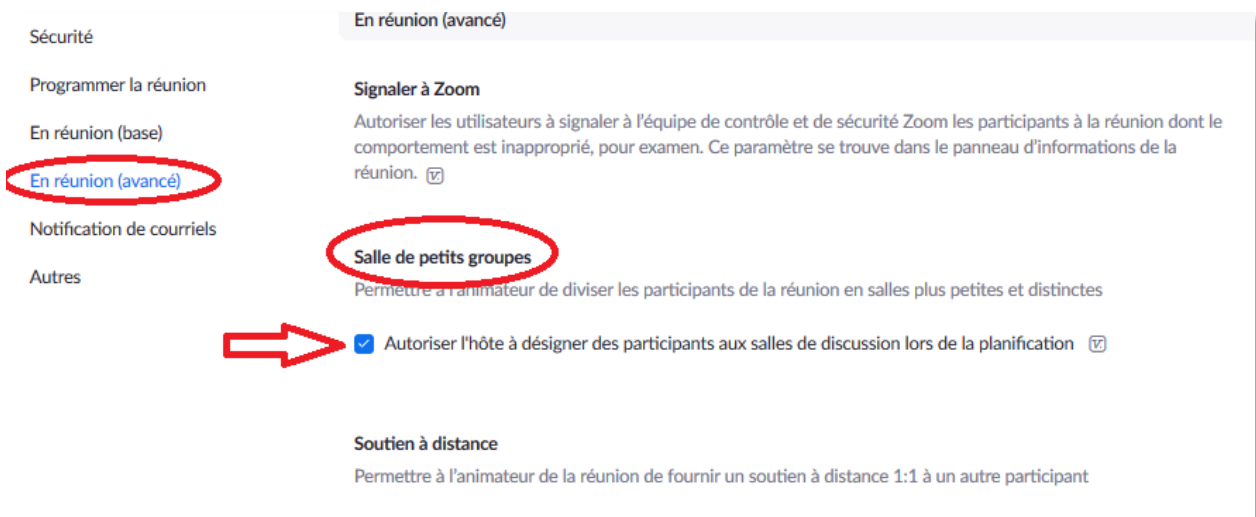 Sécurité
Programmer la réunion
En réunion (base)
En réunion (avancé)
Notification de courriels
Autres
En réunion (avancé)
Signaler à Zoom
Autoriser les utilisateurs à signaler à l'équipe de contrôle et de sécurité Zoom les participants à la réunion dont le
comportement est inapproprié, pour examen. Ce paramètre se trouve dans le panneau d'informations de la
réunion.
Salle de petits groupes
Permettre à l'animateur de diviser les participants de la réunion en salles plus petites et distinctes
Autoriser l'hôte à désigner des participants aux salles de discussion lors de la planification
Soutien à distance
Permettre à l'animateur de la réunion de fournir un soutien à distance 1:1 à un autre participant